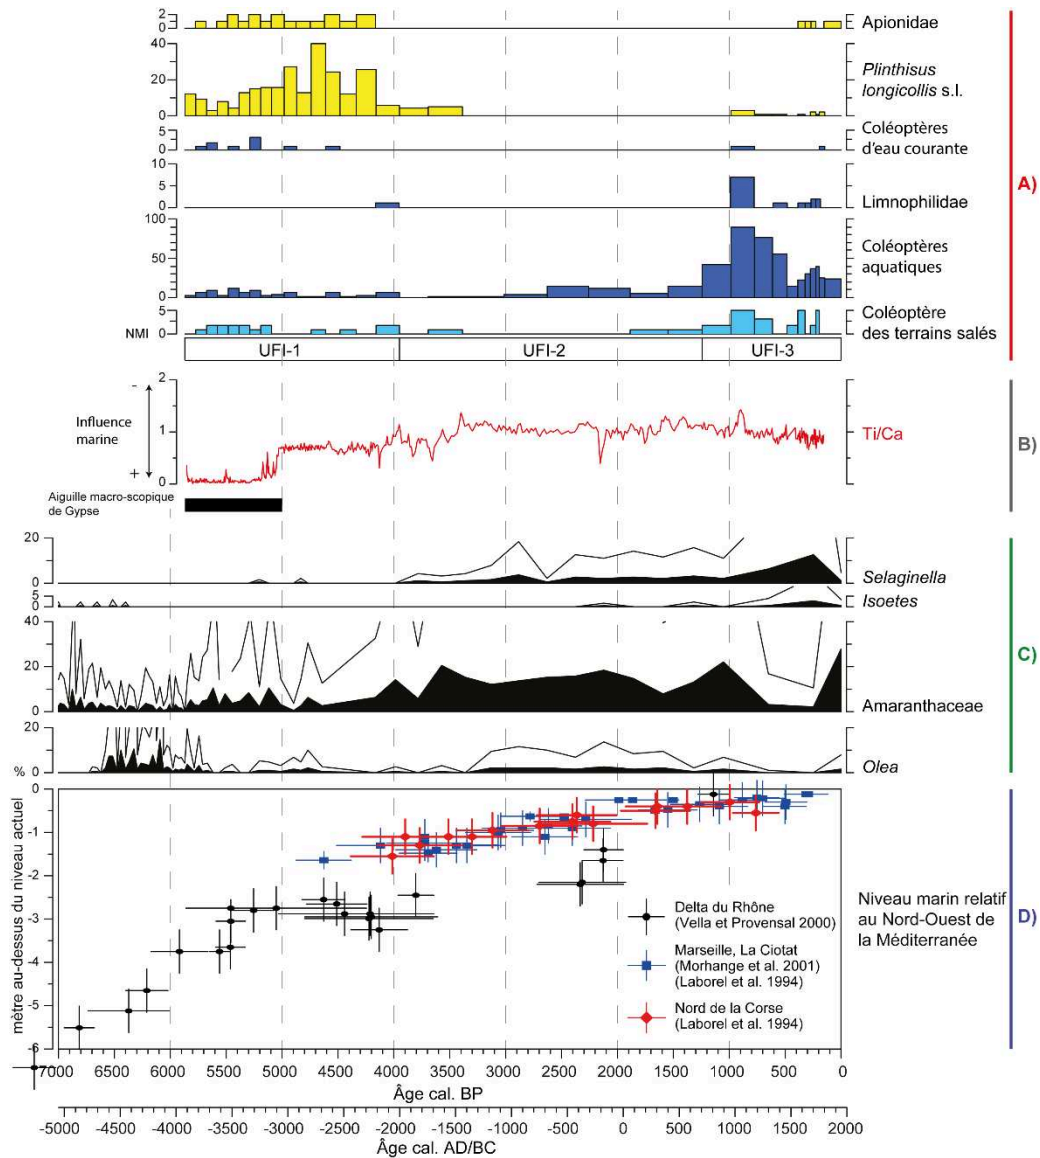 2
0
Apionidae
40
20
0
Plinthisus
longicollis s.l.
5
0
Coléoptères
d'eau courante
10
5
0
Limnophilidae
A)
100
50
0
Coléoptères
aquatiques
NMI
5
0
Coléoptère
des terrains salés
UFI-1
UFI-2
UFI-3
2
1
0
-
Influence
marine
+
Ti/Ca
B)
Aiguille macro-scopique
de Gypse
20
0
Selaginella
5
0
Isoetes
40
20
0
Amaranthaceae
C)
20
% 0
Olea
0
-1
-2
-3
-4
-5
-6
mètre au-dessus du niveau actuel
Delta du Rhône
(Vella et Provensal 2000)
Marseille, La Ciotat
(Morhange et al. 2001)
(Laborel et al. 1994)
Nord de la Corse
(Laborel et al. 1994)
Niveau marin relatif
au Nord-Ouest de
la Méditerranée
D)
7000 6000 5000 4000 3000 2000 1000 0
Âge cal. BP
-5000 -4500 -4000 -3500 -3000 -2500 -2000 -1500 -1000 -500 0 500 1000 1500 2000
Âge cal. AD/BC